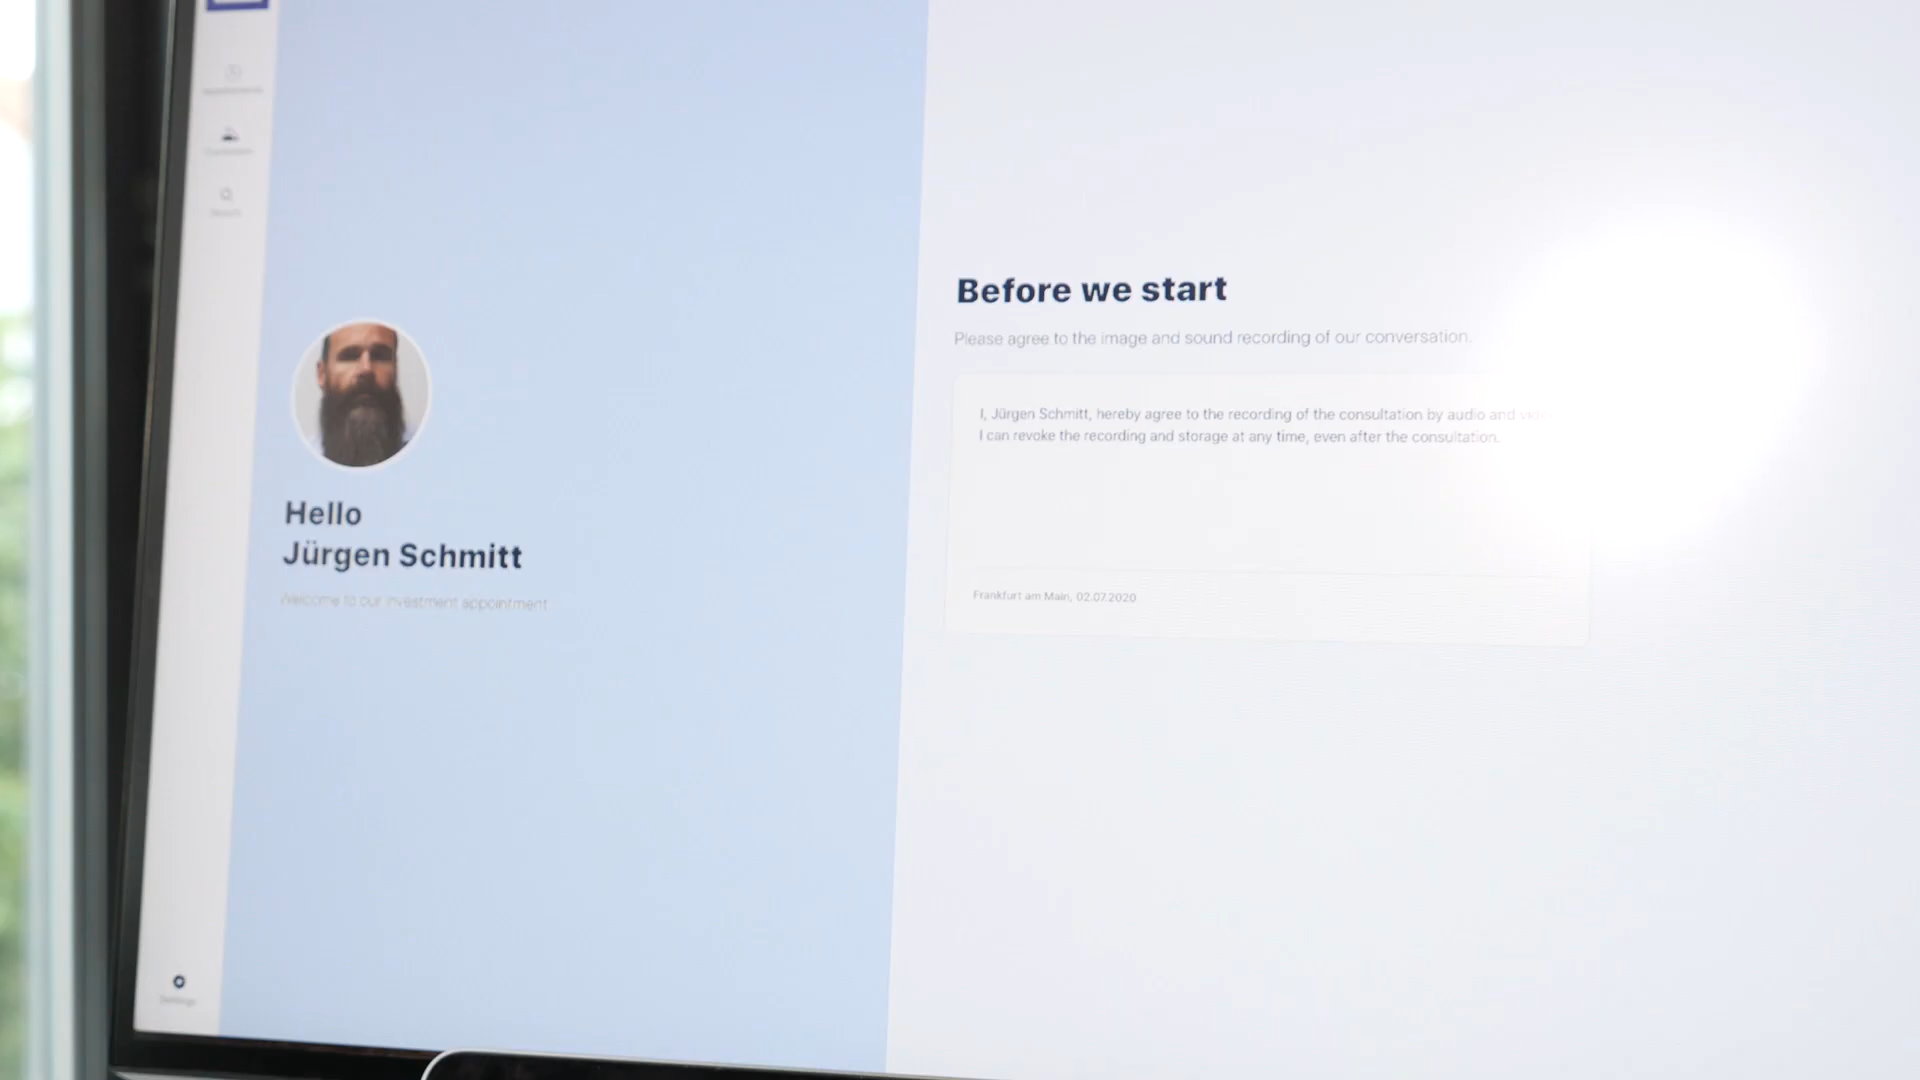 Hello
Jürgen Schmitt
Welcome to our investment appointment
Before we start
Please agree to the image and sound recording of our conversation.
I, Jürgen Schmitt, hereby agree to the recording of the consultation by audio and
I can revoke the recording and storage at any time, even after the consultation.
Frankfurt am Main, 02.07.2020
Settings